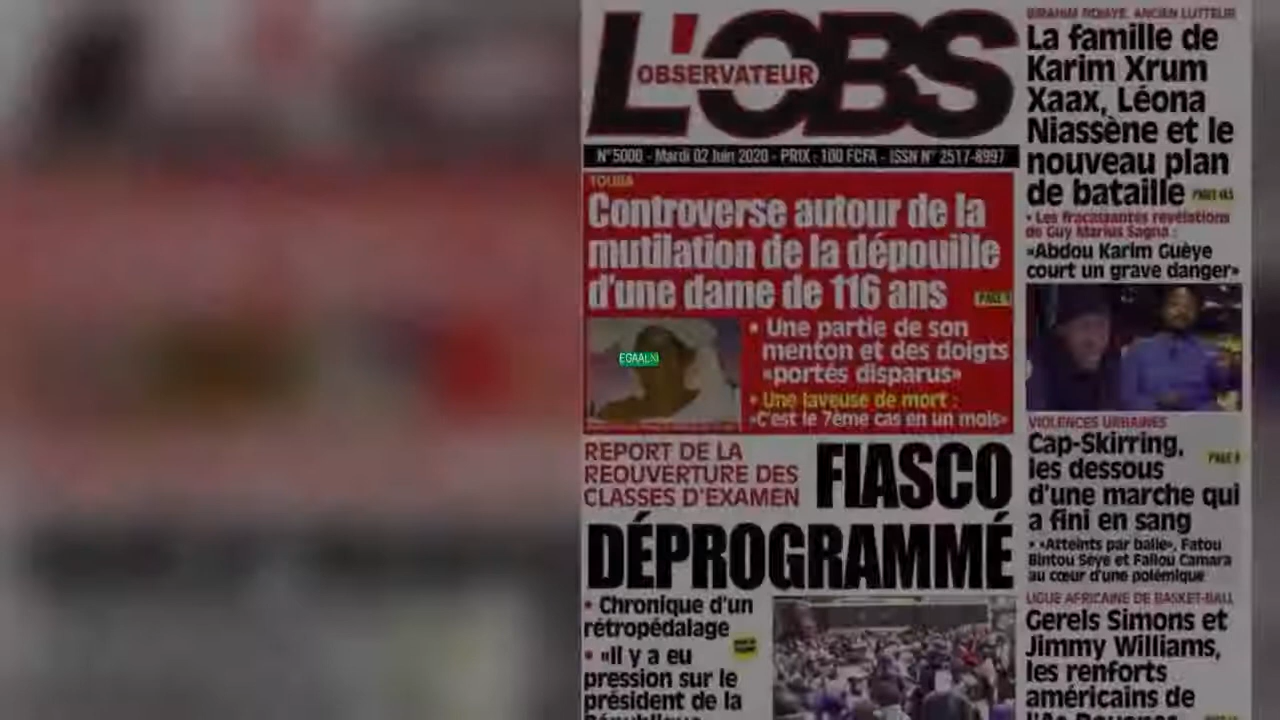 L'OBS
OBSERVATEUR
N°5000 - Mardi 02 Juin 2020 - PRIX : 100 FCFA - ISSN N° 2517-8997
TOUBA
Controverse autour de la
mutilation de la dépouille
d'une dame de 116 ans
• Une partie de son
menton et des doigts
«portés disparus»
• Une laveuse de mort :
«C'est le 7ème cas en un mois»
EGAAL
REPORT DE LA
REOUVERTURE DES
CLASSES D'EXAMEN
FIASCO
DÉPROGRAMMÉ
• Chronique d'un
rétropédalage
• «Il y a eu
pression sur le
président de la
République»
ANCIEN LUTTEUR
La famille de
Karim Xrum
Xaax, Léona
Niassène et le
nouveau plan
de bataille
• Les fracassantes révélations
de Guy Marius Sagna :
«Abdou Karim Guèye
court un grave danger»
VIOLENCES URBAINES
Cap-Skirring,
les dessous
d'une marche qui
a fini en sang
PAGE
• «Atteints par balle», Fatou
Bintou Séye et Fallou Camara
au cœur d'une polémique
LIGUE AFRICAINE DE BASKET-BALL
Gerels Simons et
Jimmy Williams,
les renforts
américains de